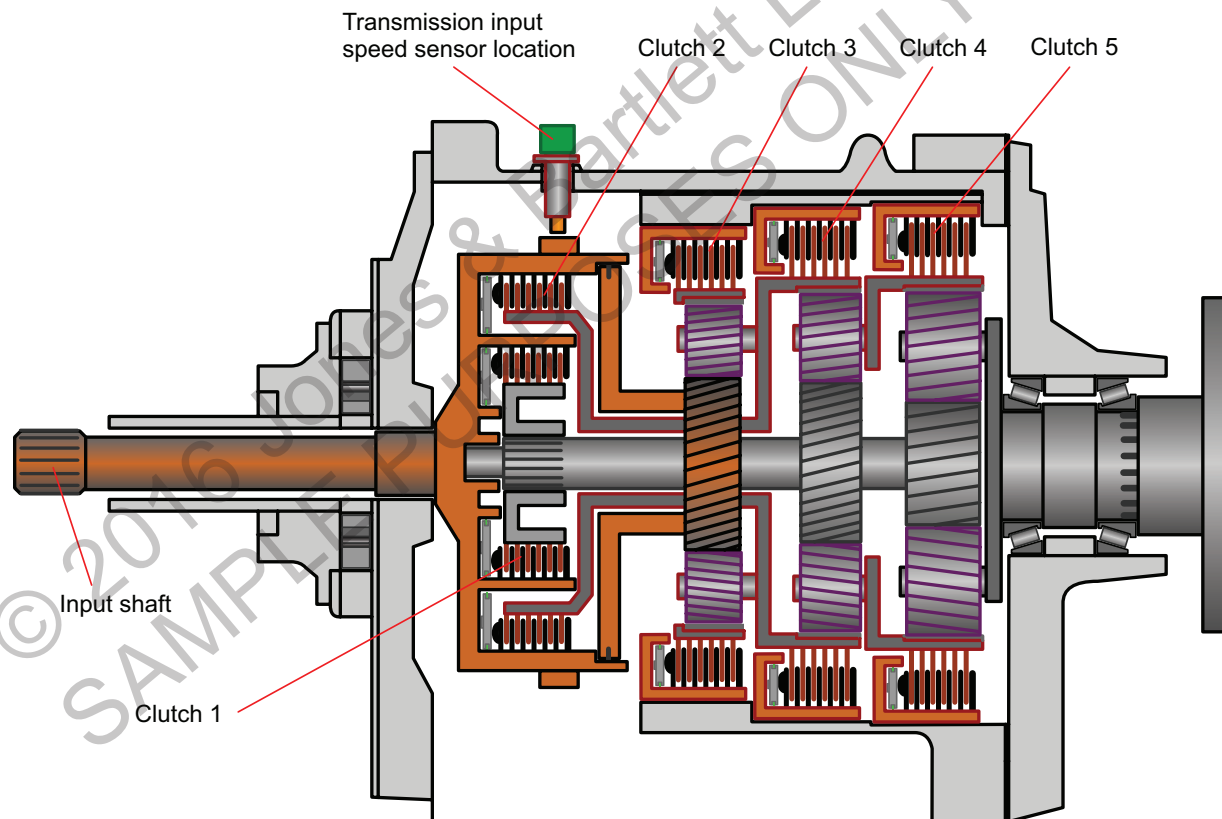 Transmission input
speed sensor location
Clutch 2
Clutch 3
Clutch 4
Clutch 5
Input shaft
Clutch 1
© 2016 Jones & Bartlett L
SAMPLE PURPOSES ONLY